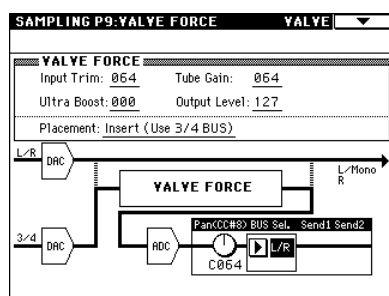 SAMPLING P9:VALVE FORCE VALVE
VALVE FORCE
Input Trim: 064 Tube Gain: 064
Ultra Boost: 000 Output Level: 127
Placement: Insert (Use 3/4 BUS)
L/R DAC
L/Mono
R
VALVE FORCE
Pan(CC#8) BUS Sel. Send1 Send2
3/4 DAC ADC L/R
C064